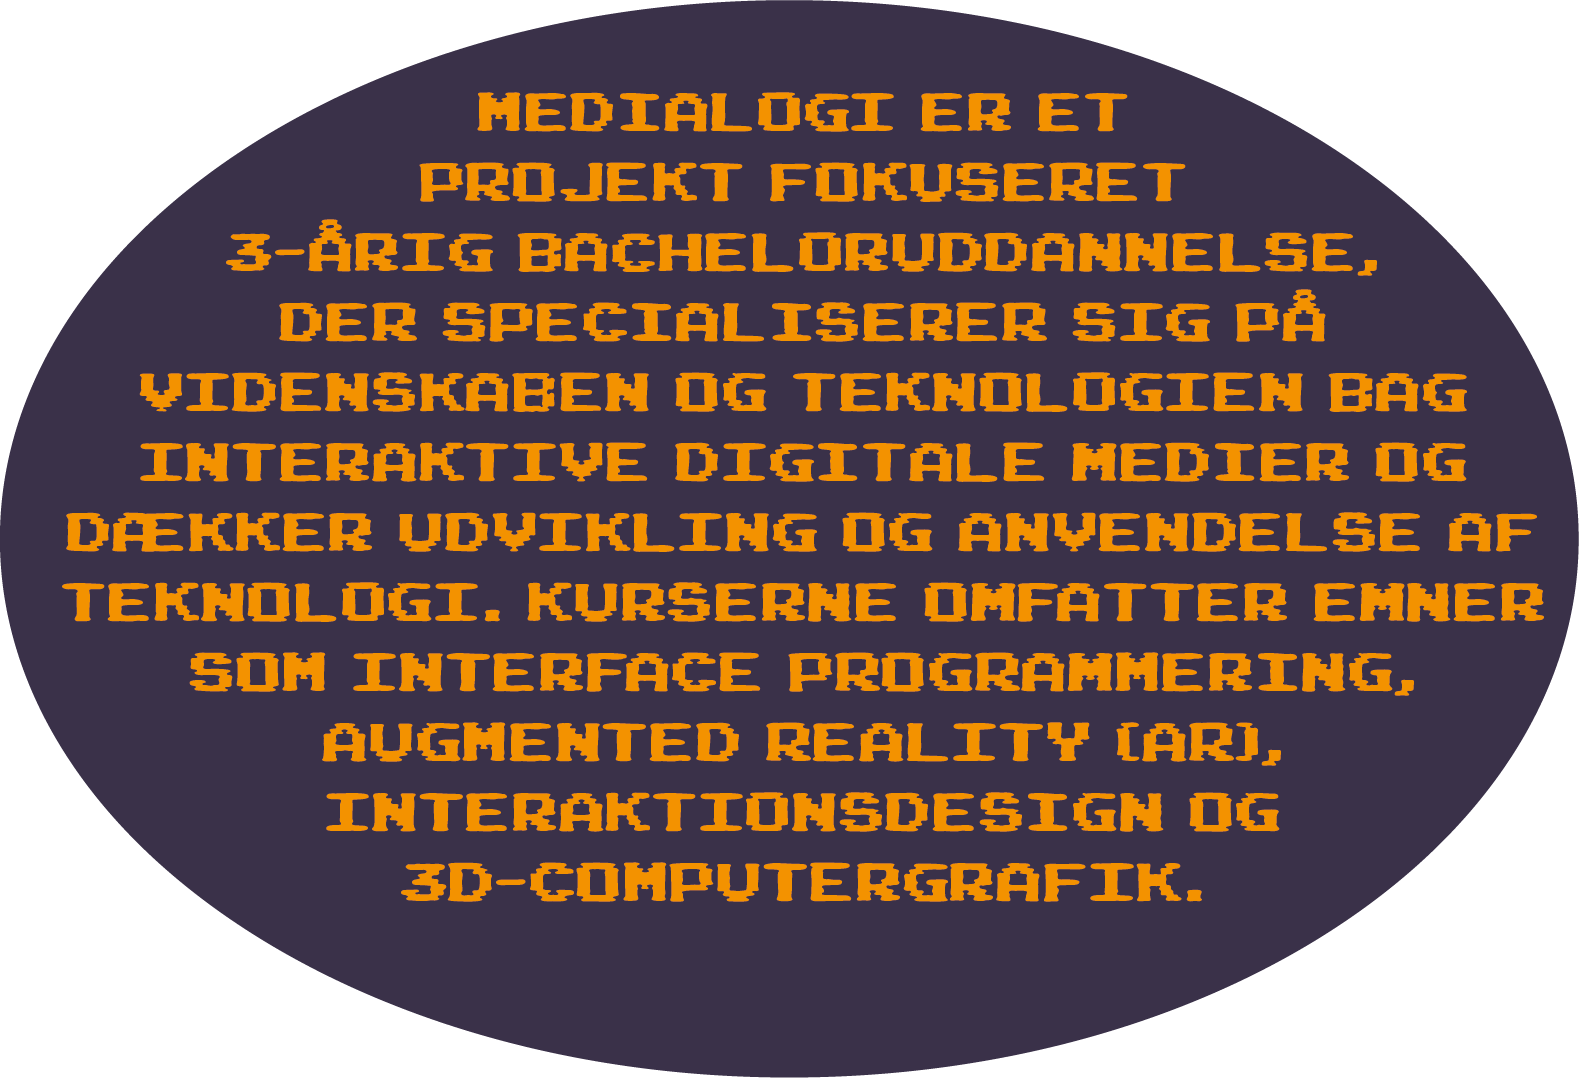 MEDIALOGI ER ET
PROJEKT FOKUSERET
3-ÅRIG BACHELORUDDANNELSE,
DER SPECIALISERER SIG PÅ
VIDENSKABEN OG TEKNOLOGIEN BAG
INTERAKTIVE DIGITALE MEDIER OG
DÆKKER UDVIKLING OG ANVENDELSE AF
TEKNOLOGI. KURSERNE OMFATTER EMNER
SOM INTERFACE PROGRAMMERING,
AUGMENTED REALITY (AR),
INTERAKTIONSDESIGN OG
3D-COMPUTERGRAFIK.